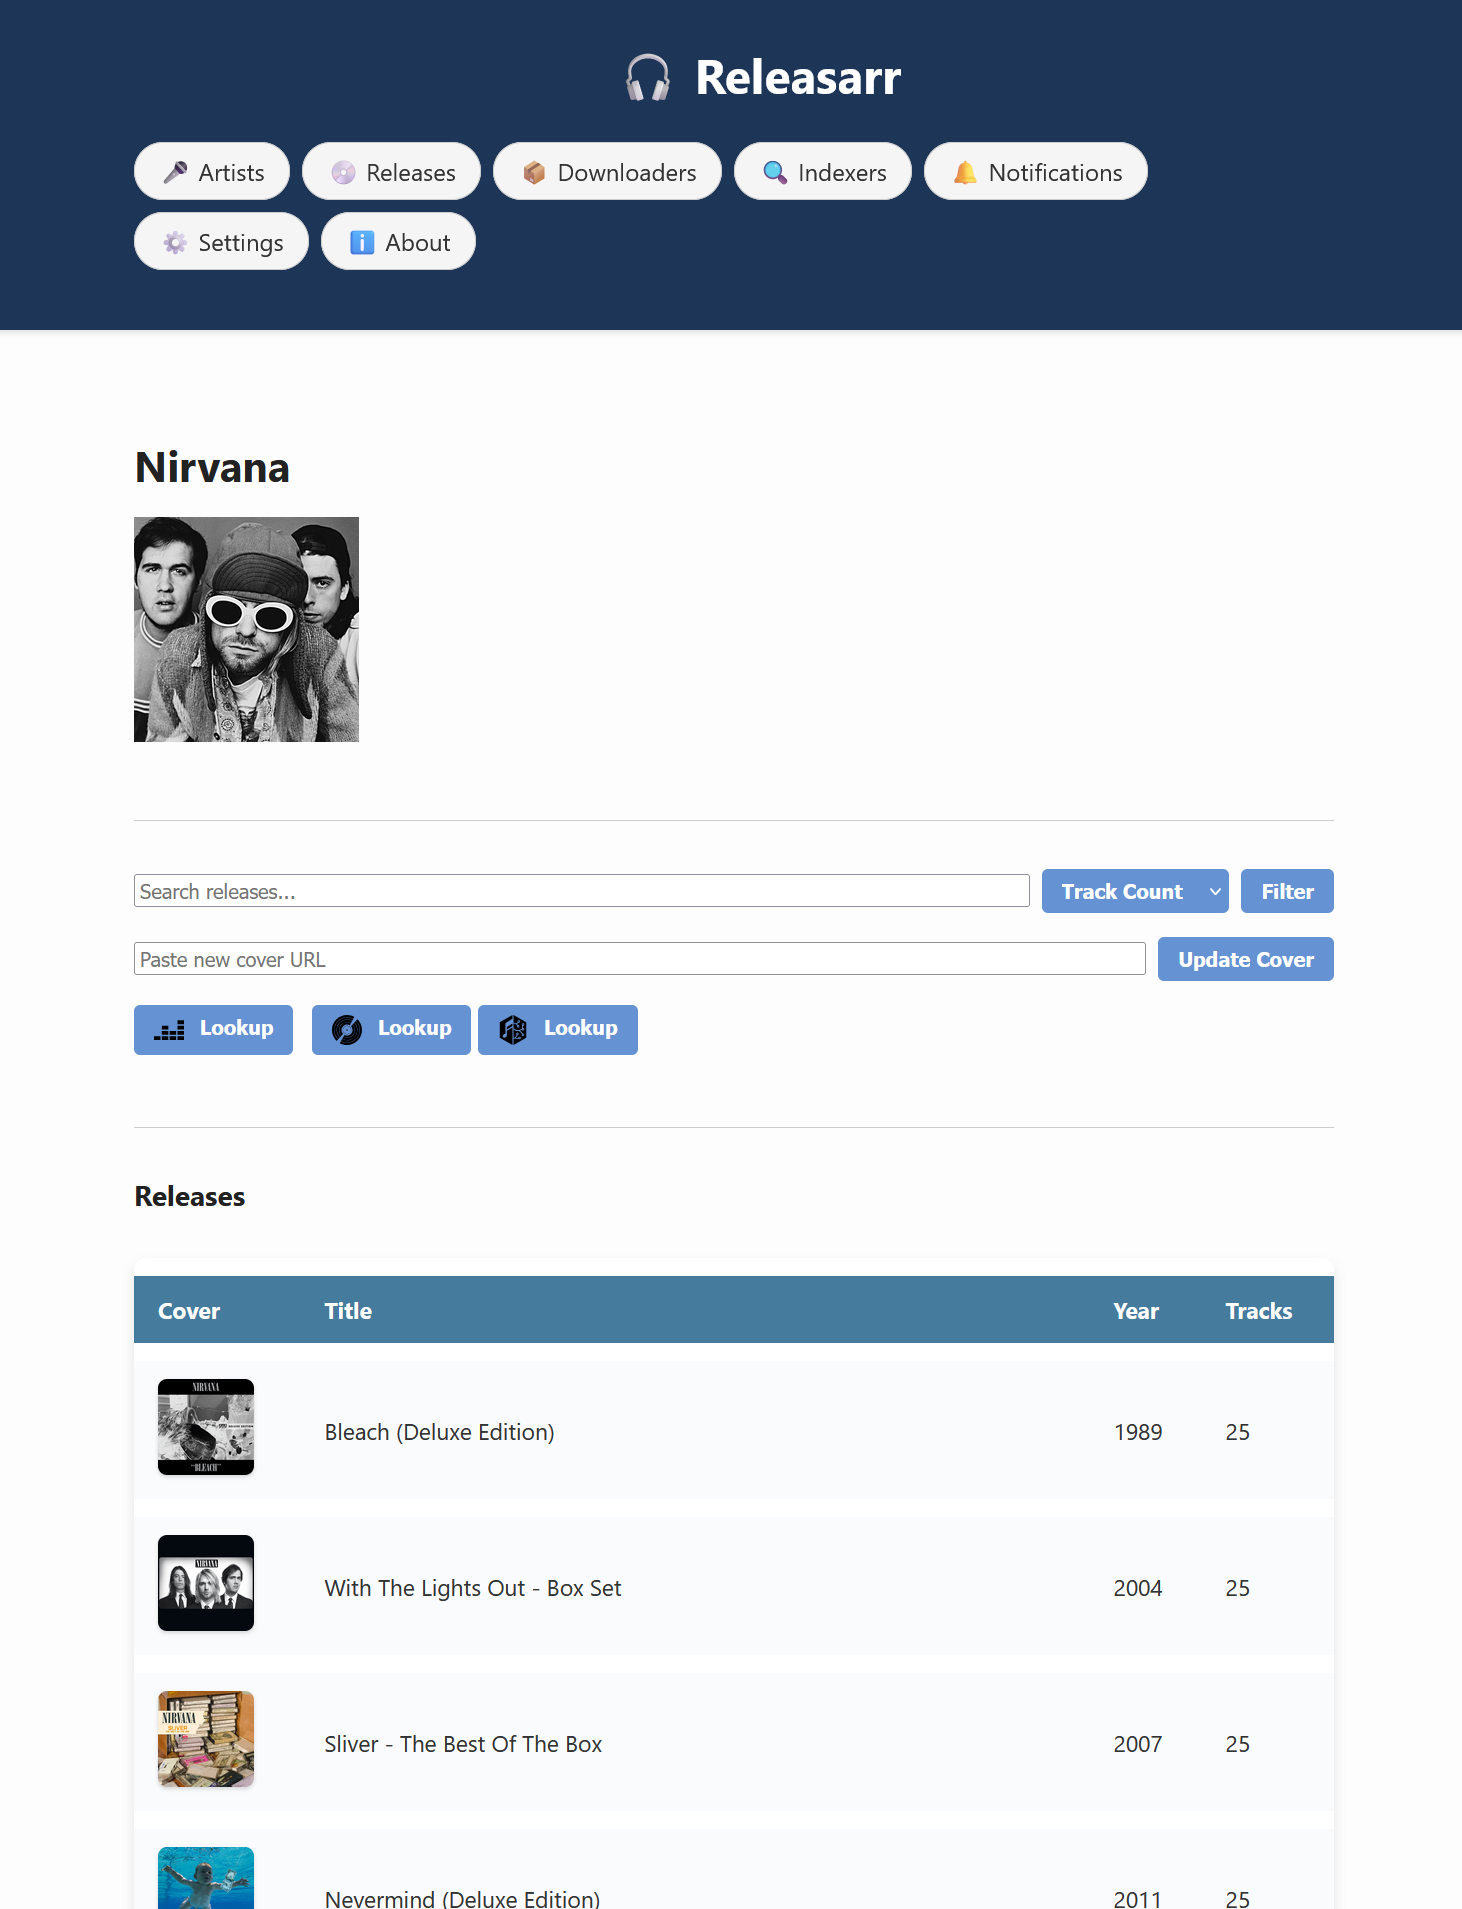 Releasarr
Artists Releases Downloaders Indexers Notifications
Settings About
Nirvana
Search releases... Track Count Filter
Paste new cover URL Update Cover
Lookup Lookup Lookup
Releases
Cover Title Year Tracks
NIRVANA
Bleach (Deluxe Edition) 1989 25
"BLEACH"
NIRVANA
With The Lights Out - Box Set 2004 25
NIRVANA
SLIVER
Sliver - The Best Of The Box 2007 25
Nevermind (Deluxe Edition) 2011 25